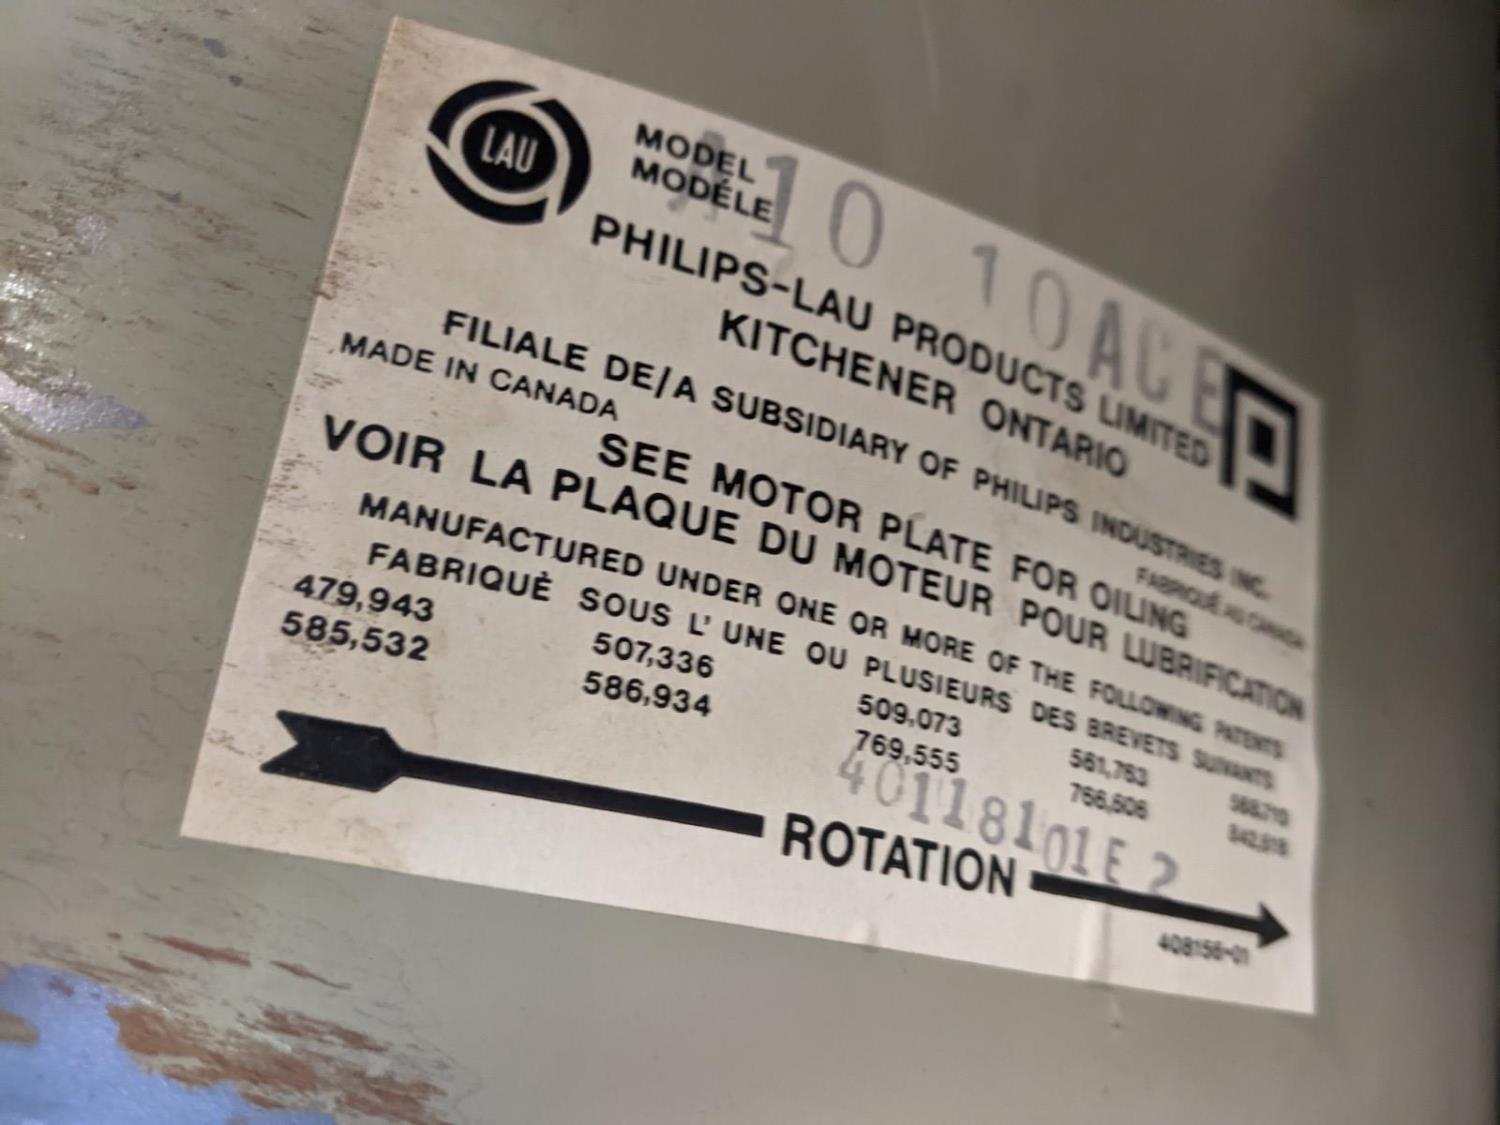 LAU
MODEL
MODÈLE
A10 10ACE
PHILIPS-LAU PRODUCTS LIMITED
KITCHENER ONTARIO
FILIALE DE/A SUBSIDIARY OF PHILIPS INDUSTRIES INC.
MADE IN CANADA FABRIQUÉ AU CANADA
SEE MOTOR PLATE FOR OILING
VOIR LA PLAQUE DU MOTEUR POUR LUBRIFICATION
MANUFACTURED UNDER ONE OR MORE OF THE FOLLOWING PATENTS
FABRIQUÈ SOUS L' UNE OU PLUSIEURS DES BREVETS SUIVANTS
479,943 507,336 509,073 561,763
585,532 586,934 769,555 766,606
40118101E 2
ROTATION
408156-01